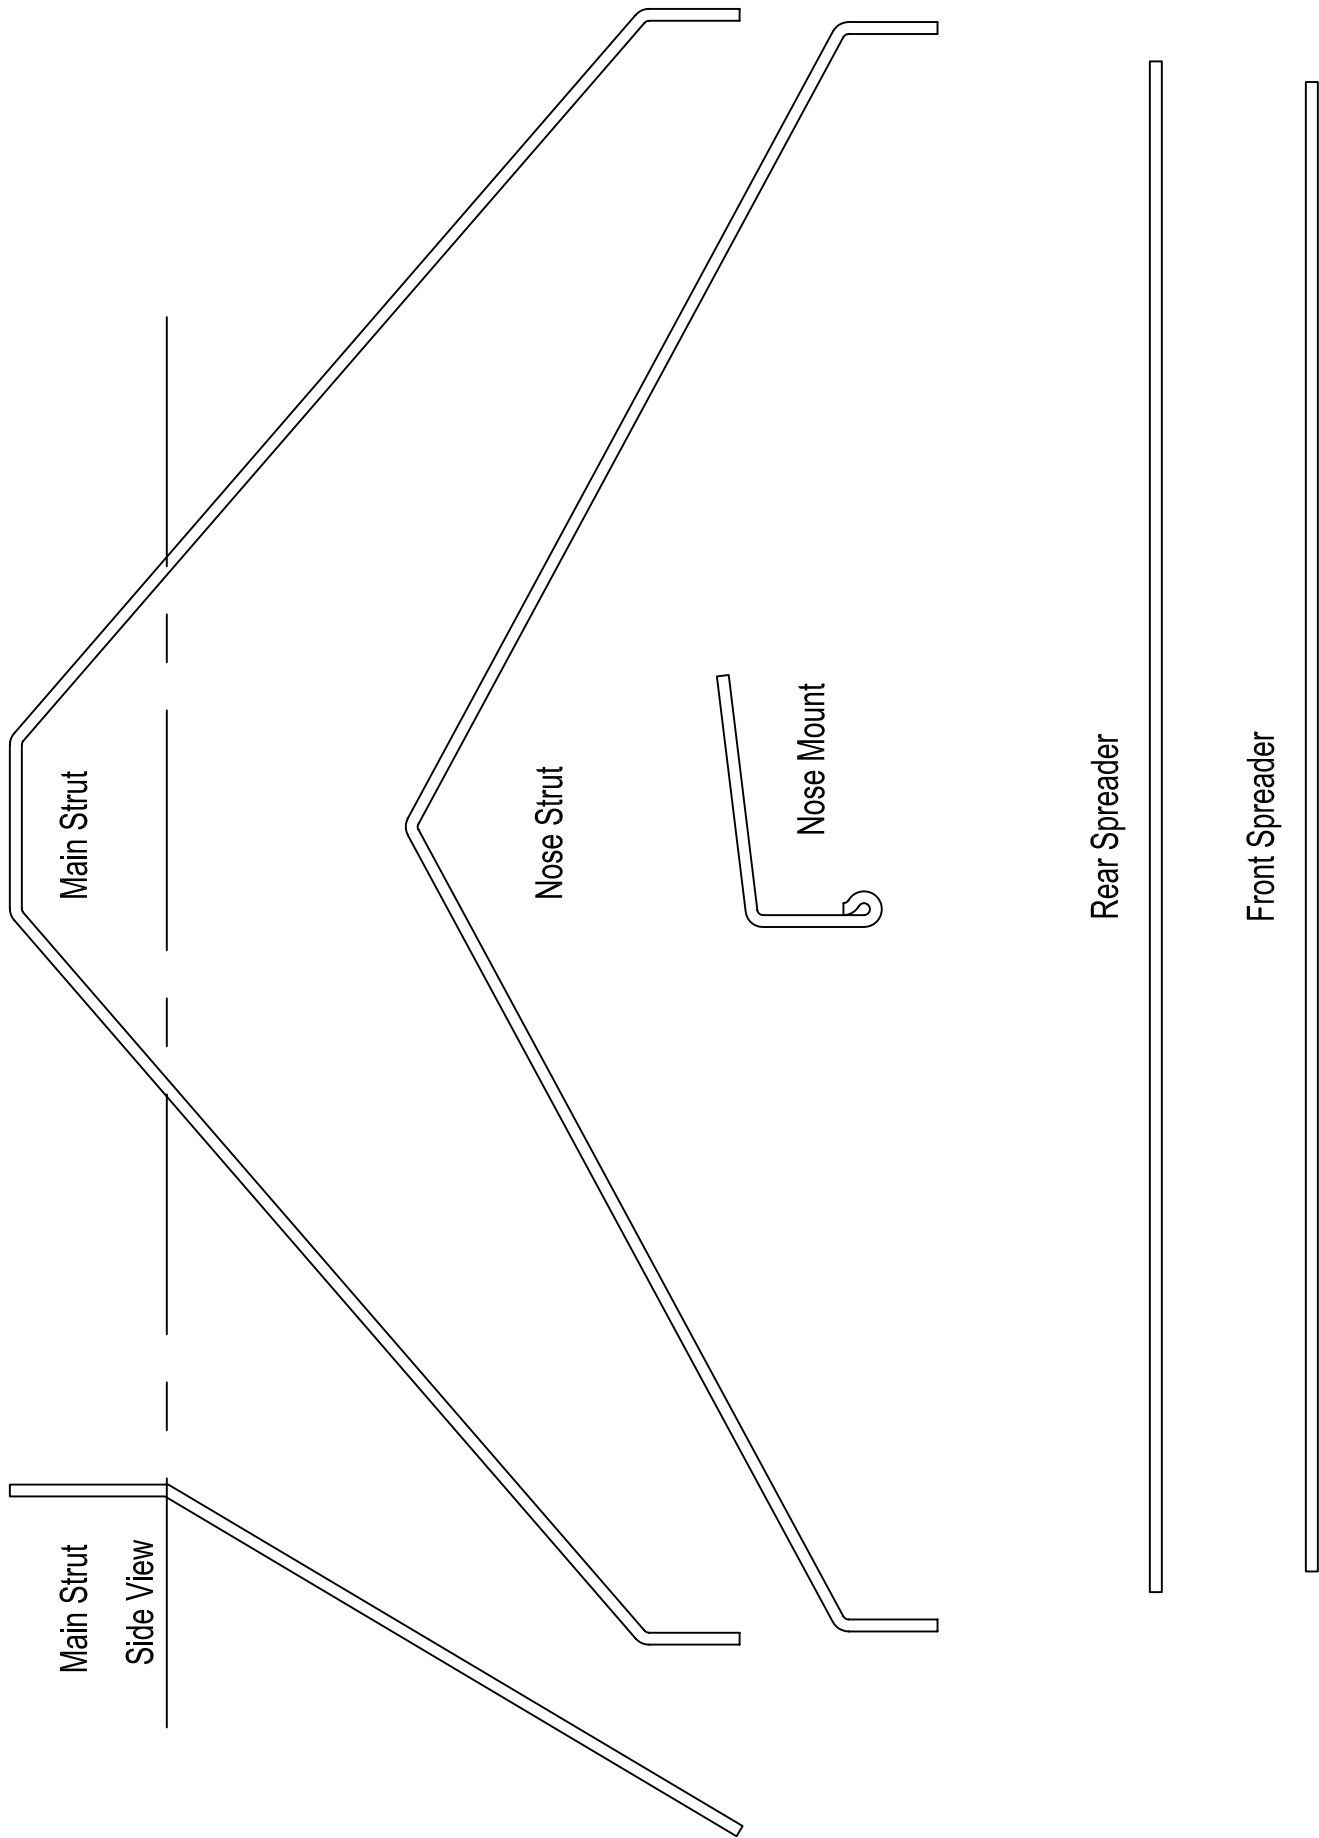 Main Strut
Side View
Main Strut
Nose Strut
Nose Mount
Rear Spreader
Front Spreader